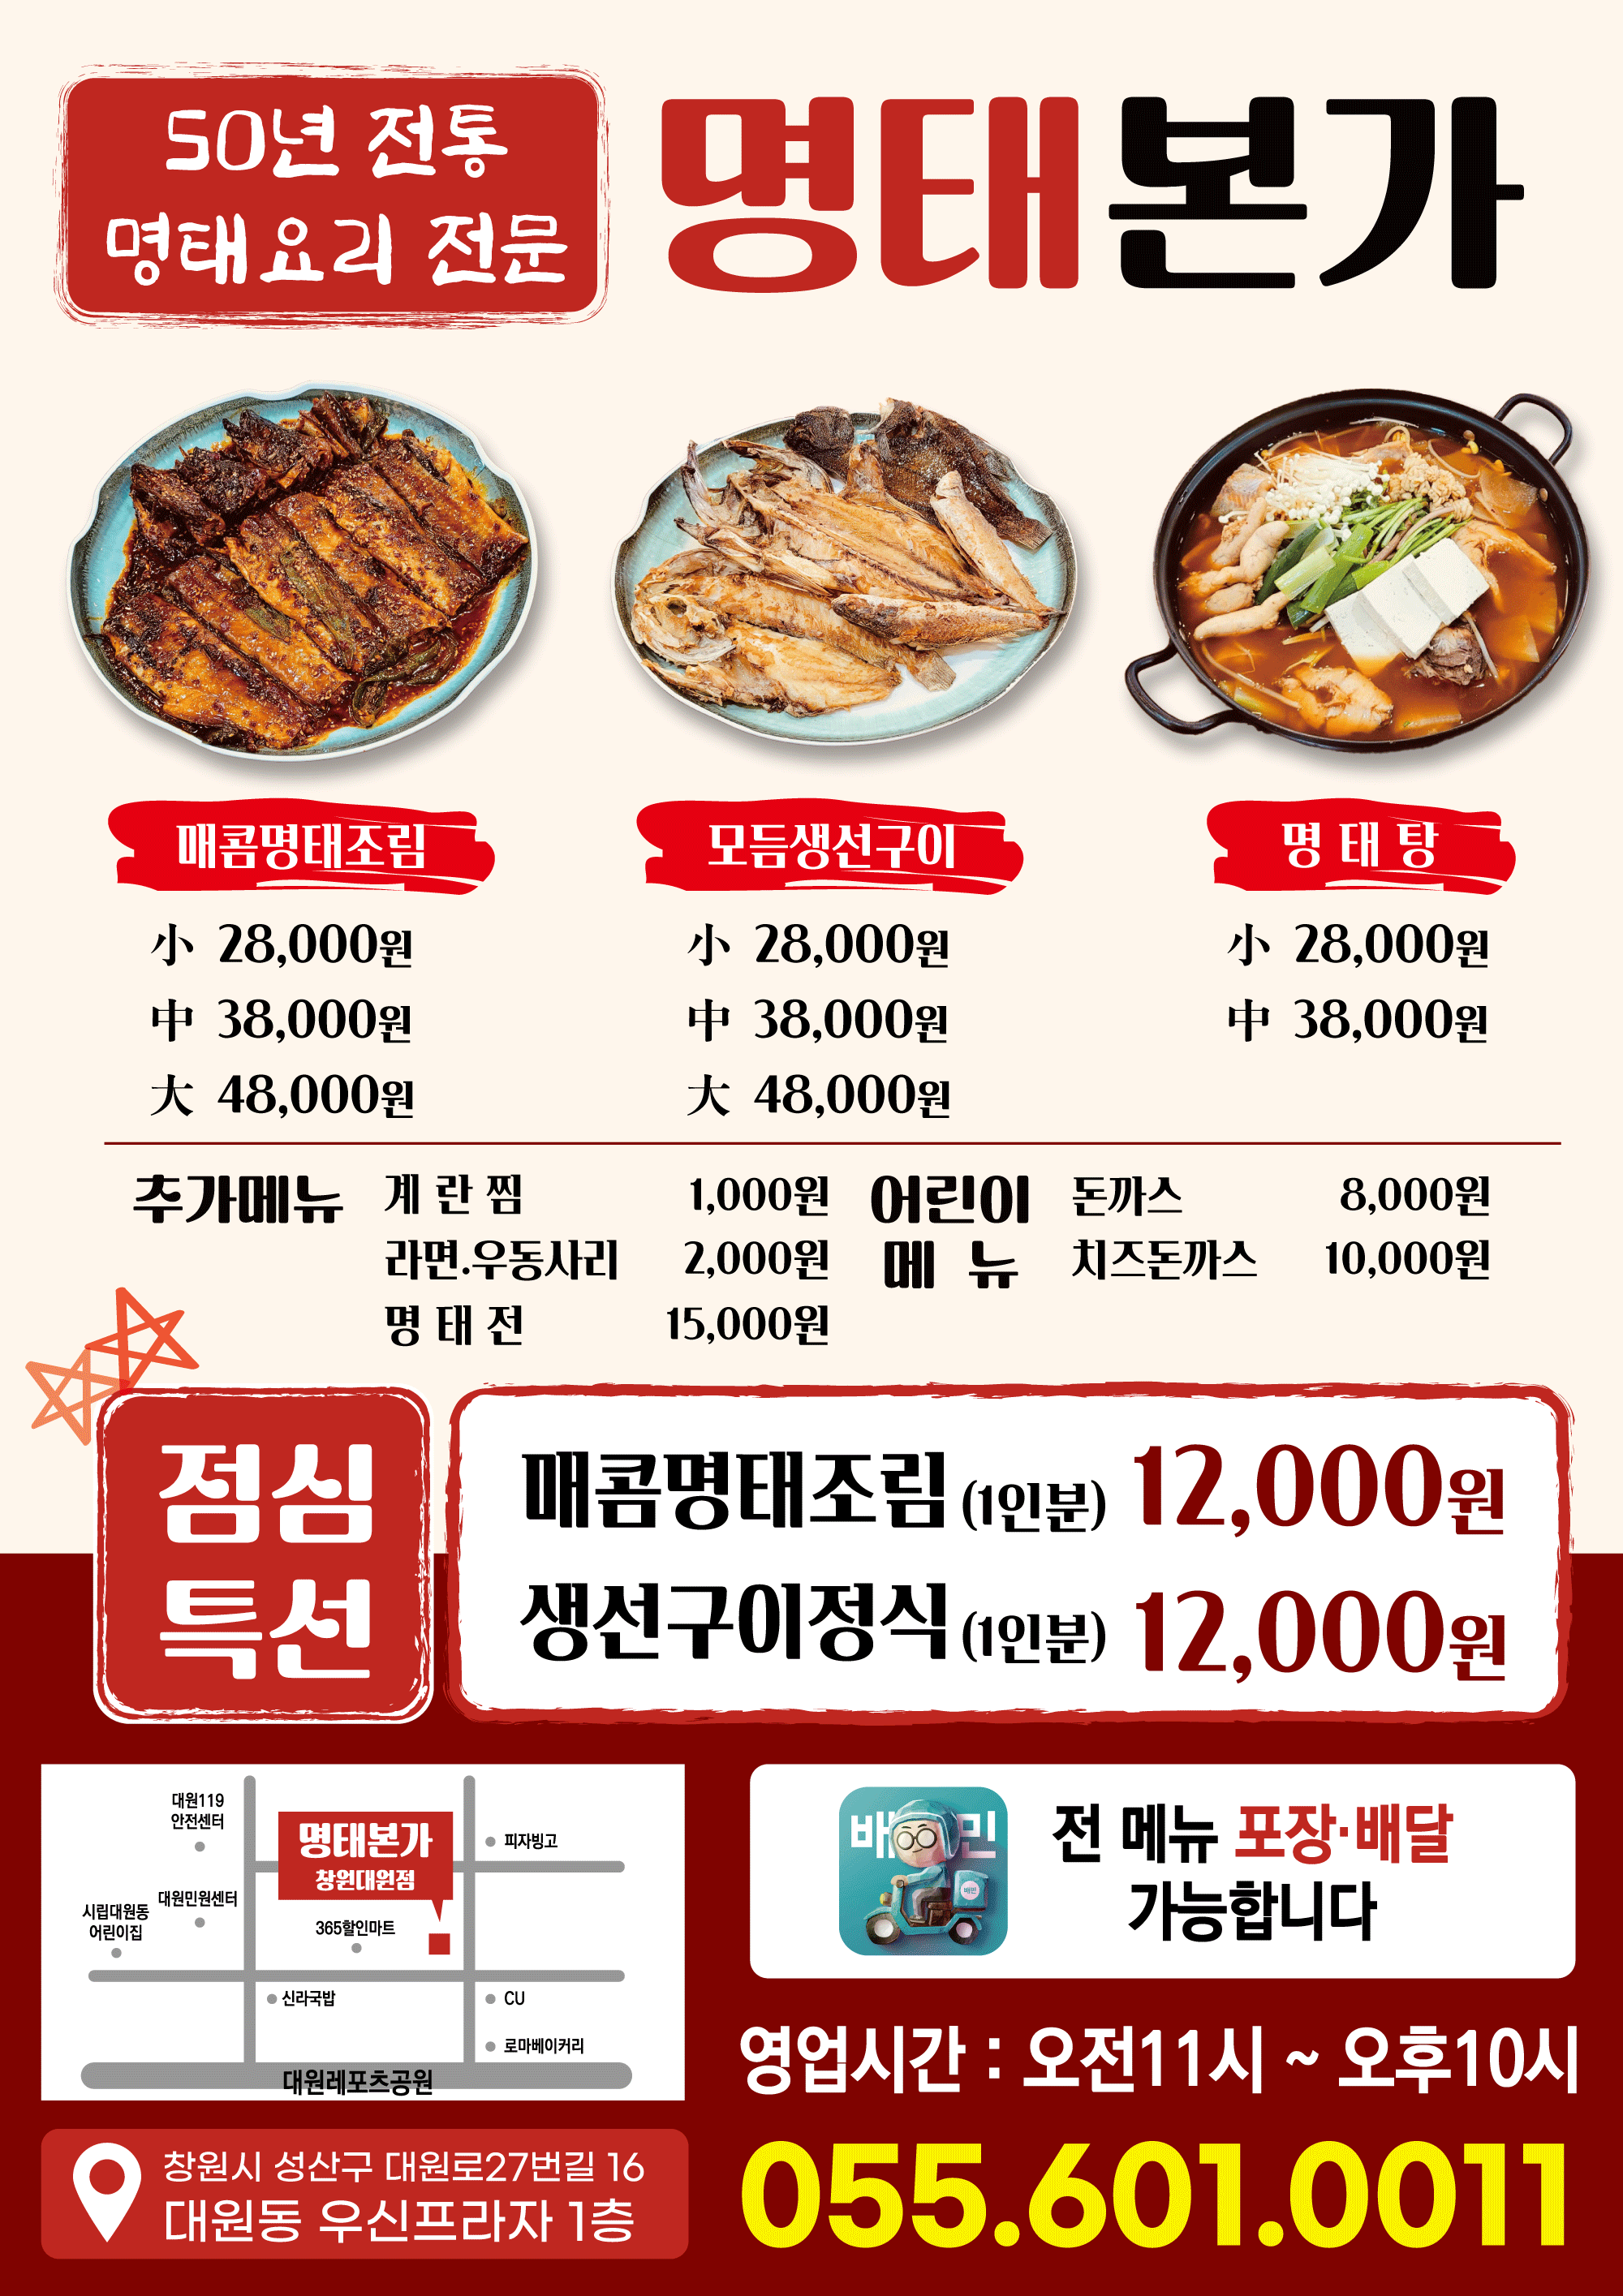 50년 전통
명태요리 전문
명태본가
매콤명태조림
小 28,000원
中 38,000원
大 48,000원
모듬생선구이
小 28,000원
中 38,000원
大 48,000원
명 태 탕
小 28,000원
中 38,000원
추가메뉴
계 란 찜 1,000원
라면.우동사리 2,000원
명 태 전 15,000원
어린이
메 뉴
돈까스 8,000원
치즈돈까스 10,000원
점심
특선
매콤명태조림 (1인분) 12,000원
생선구이정식 (1인분) 12,000원
대원119
안전센터
명태본가
창원대원점
피자빙고
시립대원동
어린이집
대원민원센터
365할인마트
신라국밥
CU
로마베이커리
대원레포츠공원
창원시 성산구 대원로27번길 16
대원동 우신프라자 1층
배민
배민
전 메뉴 포장·배달
가능합니다
영업시간 : 오전11시 ~ 오후10시
055.601.0011